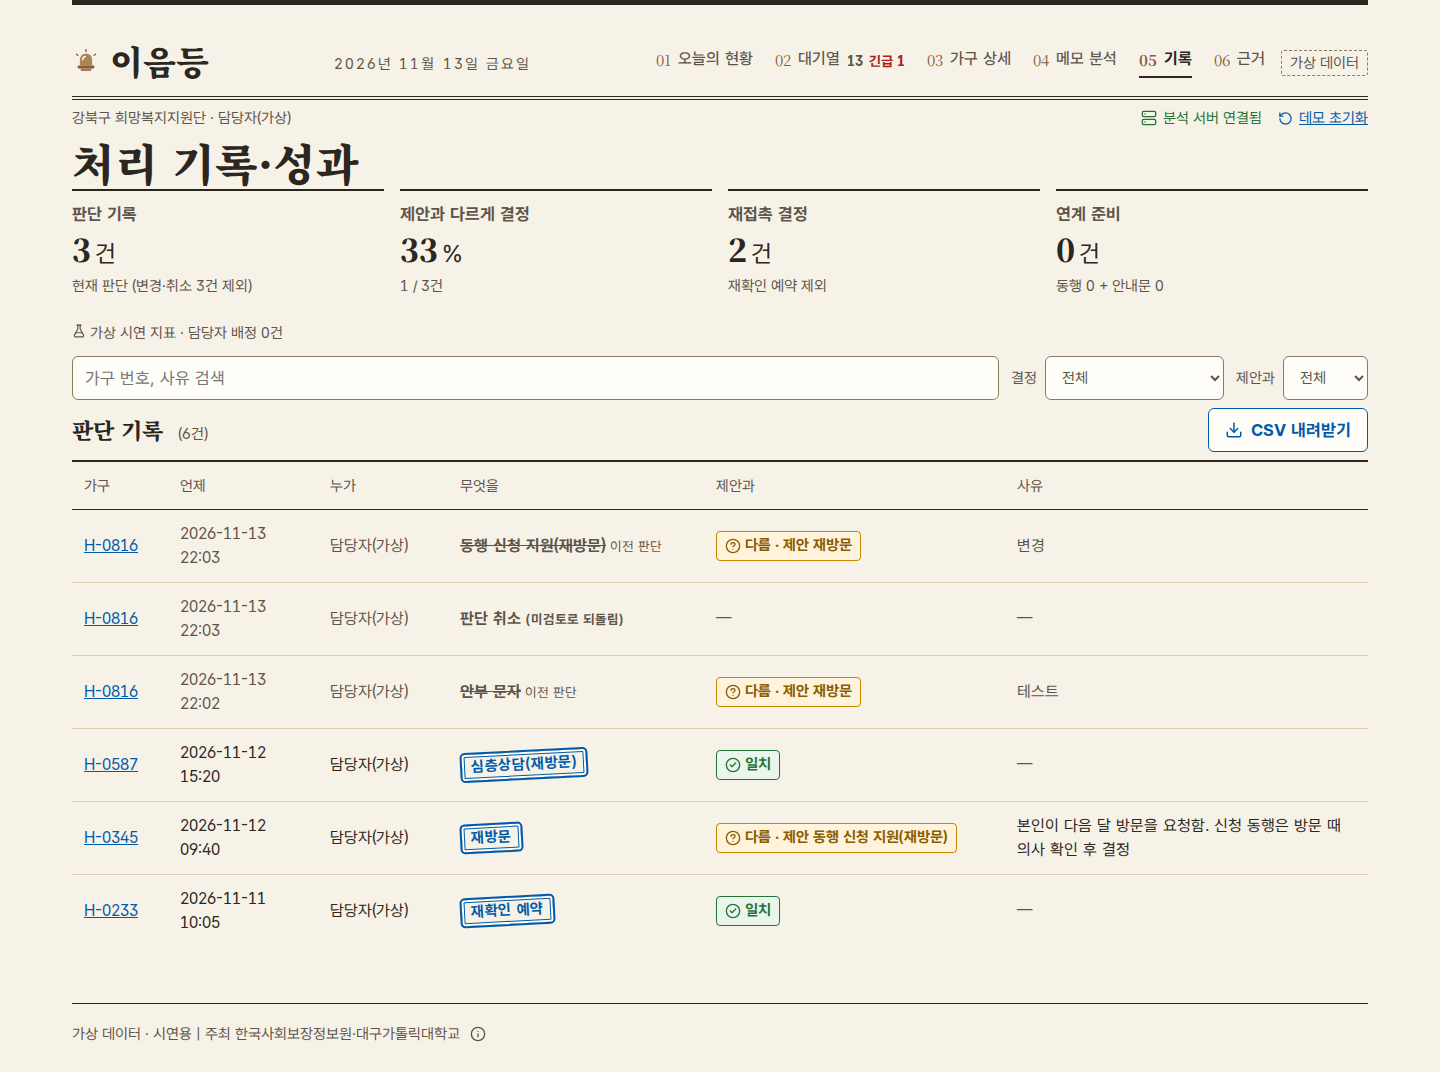 이음등
2026년 11월 13일 금요일
01 오늘의 현황
02 대기열 13 긴급 1
03 가구 상세
04 메모 분석
05 기록
06 근거
가상 데이터
강북구 희망복지지원단 · 담당자(가상)
분석 서버 연결됨
데모 초기화
처리 기록·성과
판단 기록
3건
현재 판단 (변경·취소 3건 제외)
제안과 다르게 결정
33%
1 / 3건
재접촉 결정
2건
재확인 예약 제외
연계 준비
0건
동행 0 + 안내문 0
가상 시연 지표 · 담당자 배정 0건
가구 번호, 사유 검색
결정 전체
제안과 전체
판단 기록 (6건)
CSV 내려받기
가구 언제 누가 무엇을 제안과 사유
H-0816
2026-11-13
22:03
담당자(가상)
동행 신청 지원(재방문) 이전 판단
다름 · 제안 재방문
변경
H-0816
2026-11-13
22:03
담당자(가상)
판단 취소 (미검토로 되돌림)
—
—
H-0816
2026-11-13
22:02
담당자(가상)
안부 문자 이전 판단
다름 · 제안 재방문
테스트
H-0587
2026-11-12
15:20
담당자(가상)
심층상담(재방문)
일치
—
H-0345
2026-11-12
09:40
담당자(가상)
재방문
다름 · 제안 동행 신청 지원(재방문)
본인이 다음 달 방문을 요청함. 신청 동행은 방문 때
의사 확인 후 결정
H-0233
2026-11-11
10:05
담당자(가상)
재확인 예약
일치
—
가상 데이터 · 시연용 | 주최 한국사회보장정보원·대구가톨릭대학교